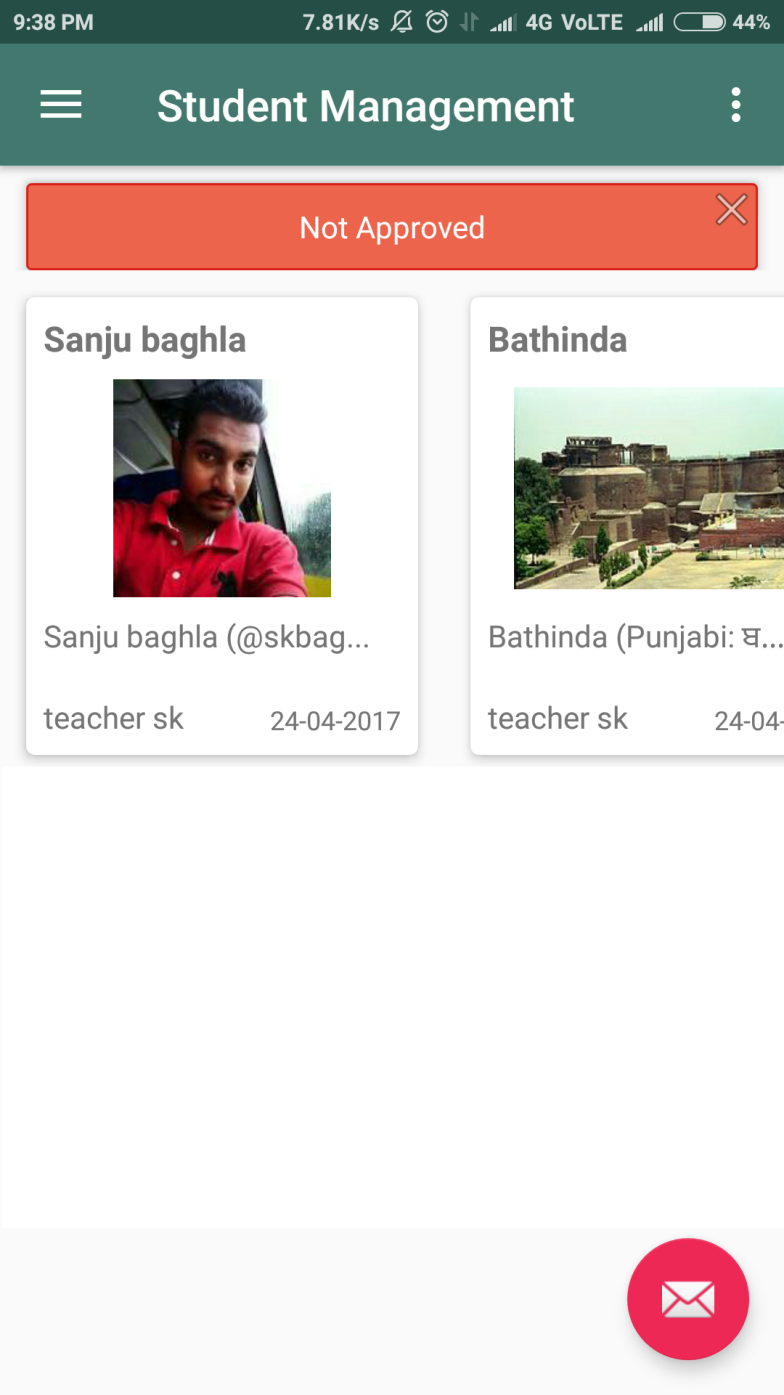 9:38 PM 7.81K/s 4G VoLTE 44%
Student Management
Not Approved
Sanju baghla
Bathinda
Sanju baghla (@skbag...
Bathinda (Punjabi: ਬ...
teacher sk 24-04-2017
teacher sk 24-04-